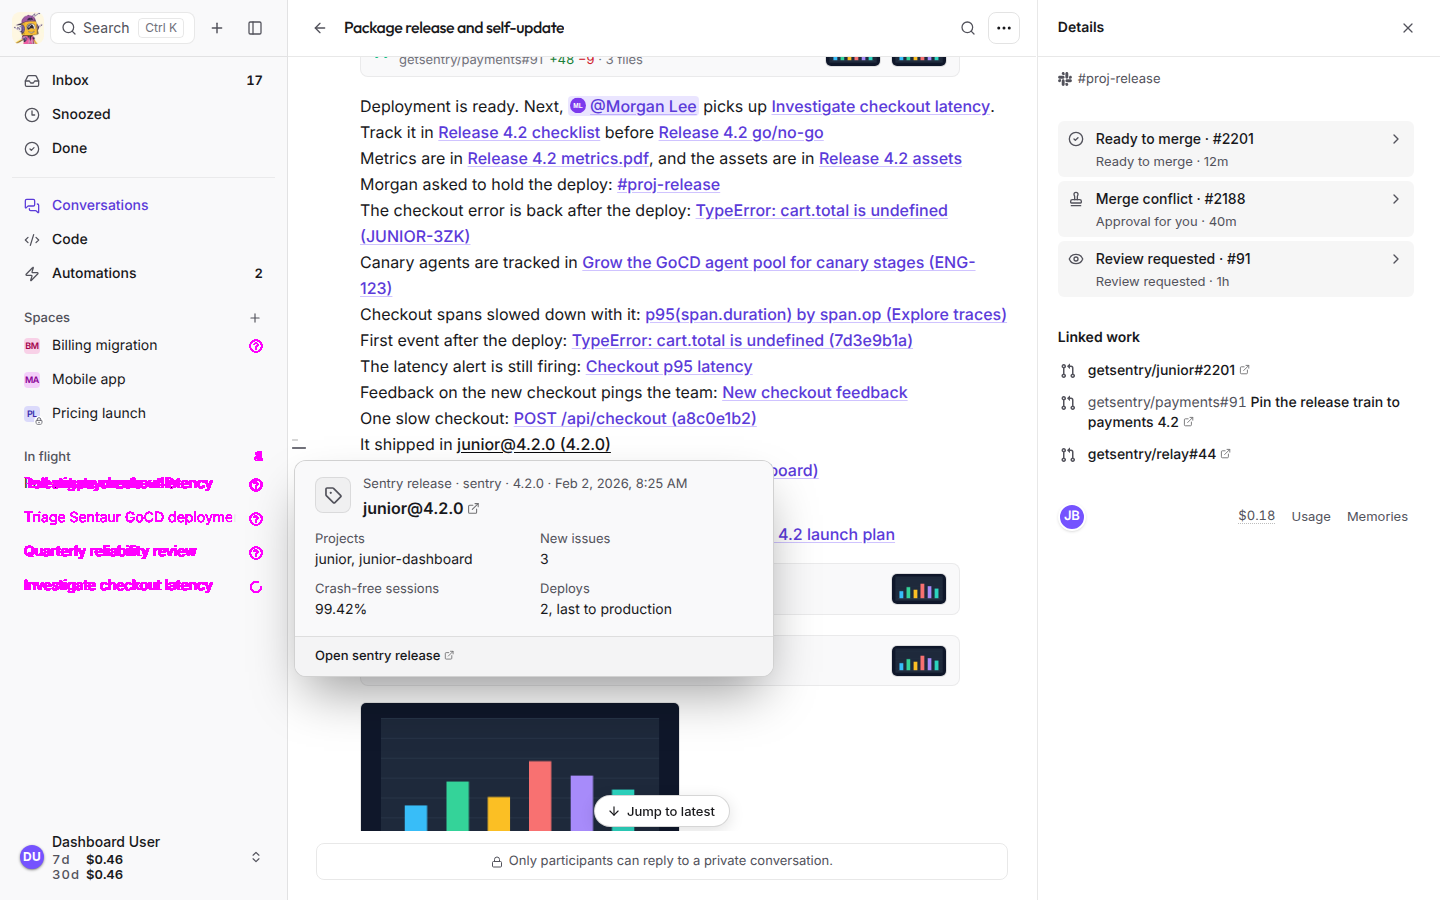 Search Ctrl K
Inbox 17
Snoozed
Done
Conversations
Code
Automations 2
Spaces
BM Billing migration
MA Mobile app
PL Pricing launch
In flight
latency
Triage Sentaur GoCD deployme
Quarterly reliability review
Investigate checkout latency
DU Dashboard User
7d $0.46
30d $0.46
Package release and self-update
getsentry/payments#91 +48 −9 · 3 files
Deployment is ready. Next, ML @Morgan Lee picks up Investigate checkout latency.
Track it in Release 4.2 checklist before Release 4.2 go/no-go
Metrics are in Release 4.2 metrics.pdf, and the assets are in Release 4.2 assets
Morgan asked to hold the deploy: #proj-release
The checkout error is back after the deploy: TypeError: cart.total is undefined
(JUNIOR-3ZK)
Canary agents are tracked in Grow the GoCD agent pool for canary stages (ENG-
123)
Checkout spans slowed down with it: p95(span.duration) by span.op (Explore traces)
First event after the deploy: TypeError: cart.total is undefined (7d3e9b1a)
The latency alert is still firing: Checkout p95 latency
Feedback on the new checkout pings the team: New checkout feedback
One slow checkout: POST /api/checkout (a8c0e1b2)
It shipped in junior@4.2.0 (4.2.0)
board)
4.2 launch plan
Sentry release · sentry · 4.2.0 · Feb 2, 2026, 8:25 AM
junior@4.2.0
Projects New issues
junior, junior-dashboard 3
Crash-free sessions Deploys
99.42% 2, last to production
Open sentry release
Jump to latest
Only participants can reply to a private conversation.
Details
#proj-release
Ready to merge · #2201
Ready to merge · 12m
Merge conflict · #2188
Approval for you · 40m
Review requested · #91
Review requested · 1h
Linked work
getsentry/junior#2201
getsentry/payments#91 Pin the release train to
payments 4.2
getsentry/relay#44
JB $0.18 Usage Memories